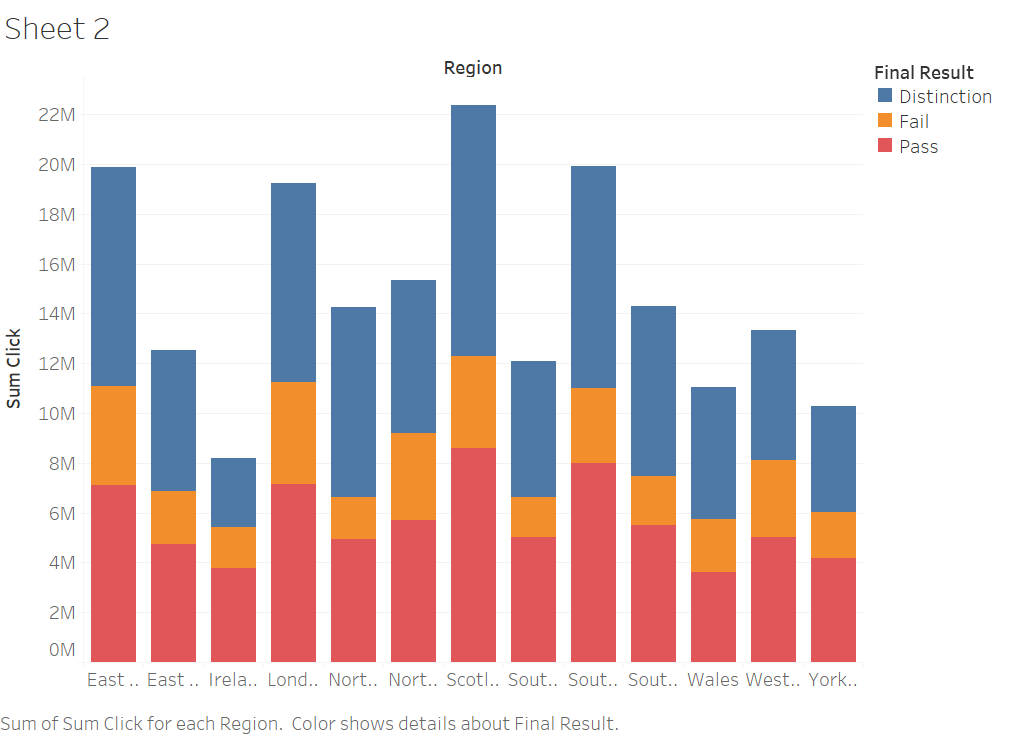 Sheet 2
Region
Final Result
Distinction
Fail
Pass
22M
20M
18M
16M
14M
12M
10M
8M
6M
4M
2M
0M
Sum Click
East .. East .. Irela.. Lond.. Nort.. Nort.. Scotl.. Sout.. Sout.. Sout.. Wales West.. York..
Sum of Sum Click for each Region. Color shows details about Final Result.